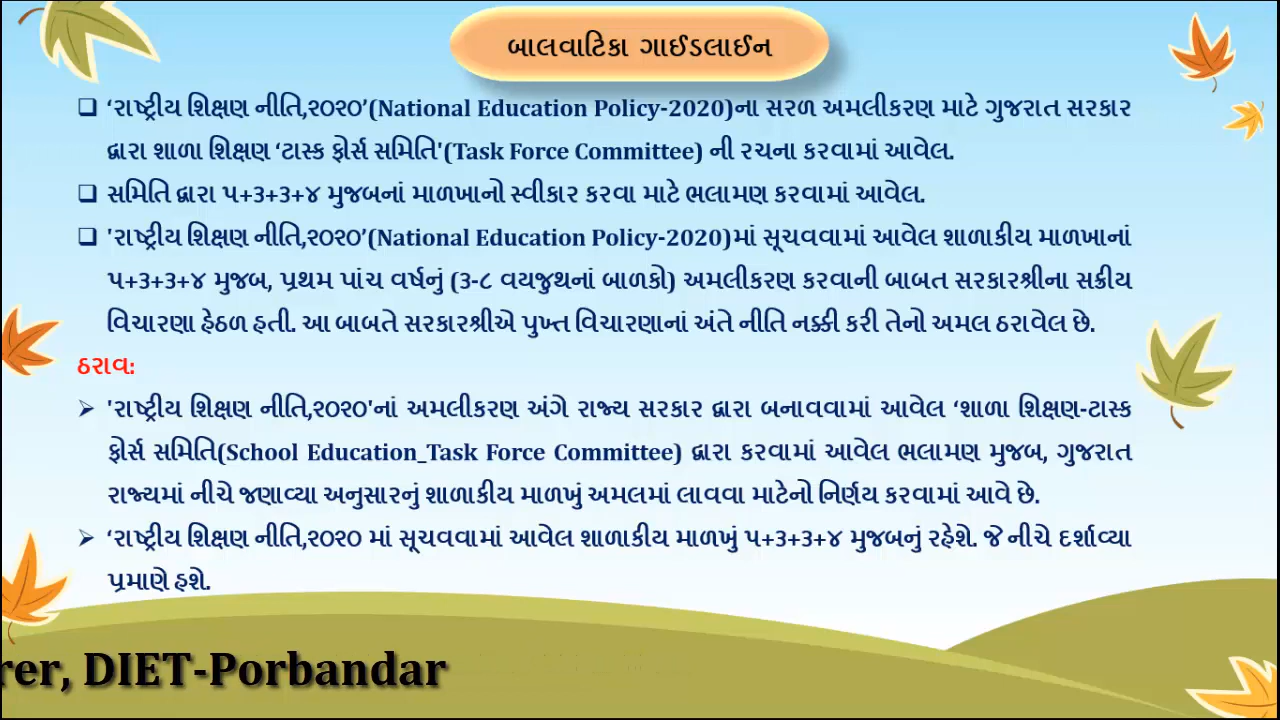 બાલવાટિકા ગાઈડલાઈન
‘રાષ્ટ્રીય શિક્ષણ નીતિ,૨૦૨૦’(National Education Policy-2020)ના સરળ અમલીકરણ માટે ગુજરાત સરકાર
દ્વારા શાળા શિક્ષણ ‘ટાસ્ક ફોર્સ સમિતિ'(Task Force Committee) ની રચના કરવામાં આવેલ.
સમિતિ દ્વારા ૫+૩+૩+૪ મુજબનાં માળખાનો સ્વીકાર કરવા માટે ભલામણ કરવામાં આવેલ.
'રાષ્ટ્રીય શિક્ષણ નીતિ,૨૦૨૦’(National Education Policy-2020)માં સૂચવવામાં આવેલ શાળાકીય માળખાનાં
૫+૩+૩+૪ મુજબ, પ્રથમ પાંચ વર્ષનું (૩-૮ વયજુથનાં બાળકો) અમલીકરણ કરવાની બાબત સરકારશ્રીના સક્રીય
વિચારણા હેઠળ હતી. આ બાબતે સરકારશ્રીએ પુખ્ત વિચારણાનાં અંતે નીતિ નક્કી કરી તેનો અમલ ઠરાવેલ છે.
ઠરાવ:
'રાષ્ટ્રીય શિક્ષણ નીતિ,૨૦૨૦'નાં અમલીકરણ અંગે રાજ્ય સરકાર દ્વારા બનાવવામાં આવેલ ‘શાળા શિક્ષણ-ટાસ્ક
ફોર્સ સમિતિ(School Education_Task Force Committee) દ્વારા કરવામાં આવેલ ભલામણ મુજબ, ગુજરાત
રાજ્યમાં નીચે જણાવ્યા અનુસારનું શાળાકીય માળખું અમલમાં લાવવા માટેનો નિર્ણય કરવામાં આવે છે.
‘રાષ્ટ્રીય શિક્ષણ નીતિ,૨૦૨૦ માં સૂચવવામાં આવેલ શાળાકીય માળખું ૫+૩+૩+૪ મુજબનું રહેશે. જે નીચે દર્શાવ્યા
પ્રમાણે હશે.
rer, DIET-Porbandar